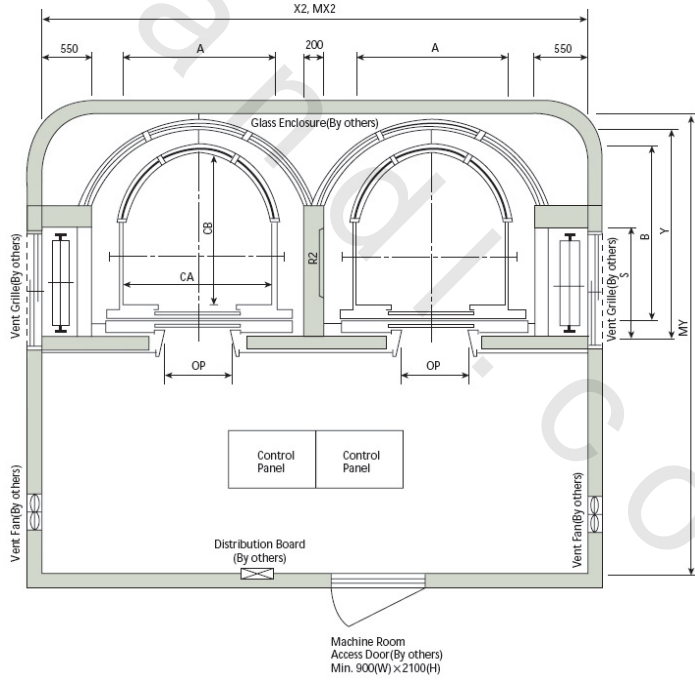 X2, MX2
550
A
200
A
550
Glass Enclosure(By others)
CB
CA
R2
B
Y
S
MY
Vent Grille(By others)
Vent Grille(By others)
OP
OP
Control
Panel
Control
Panel
Vent Fan(By others)
Vent Fan(By others)
Distribution Board
(By others)
Machine Room
Access Door(By others)
Min. 900(W)×2100(H)